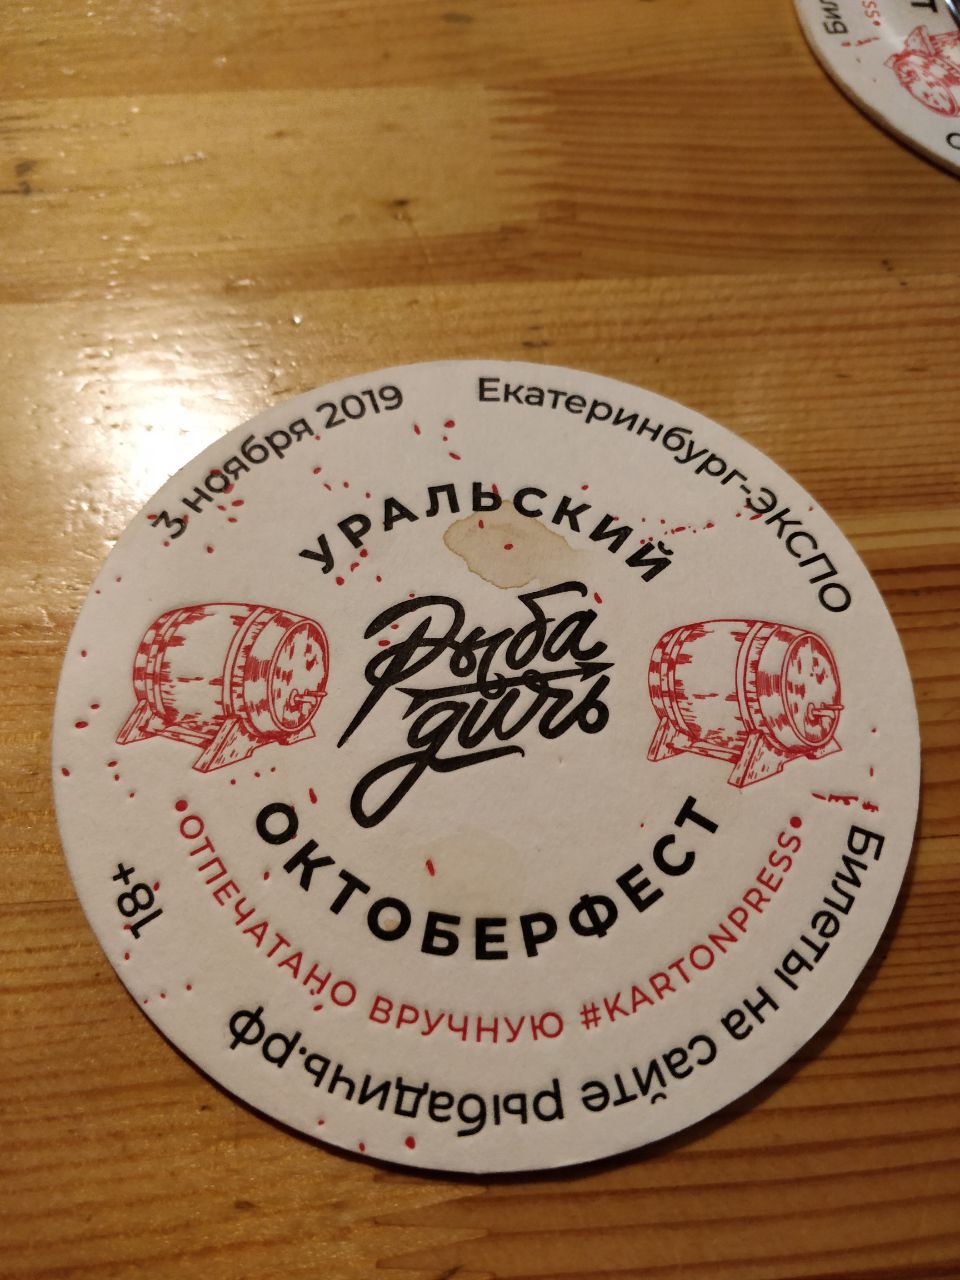 3 ноября 2019
Екатеринбург-ЭКСПО
УРАЛЬСКИЙ
Рыба
дичь
ОКТОБЕРФЕСТ
•ОТПЕЧАТАНО ВРУЧНУЮ #KARTONPRESS•
Билеты на сайте рыбадичь.рф
18+